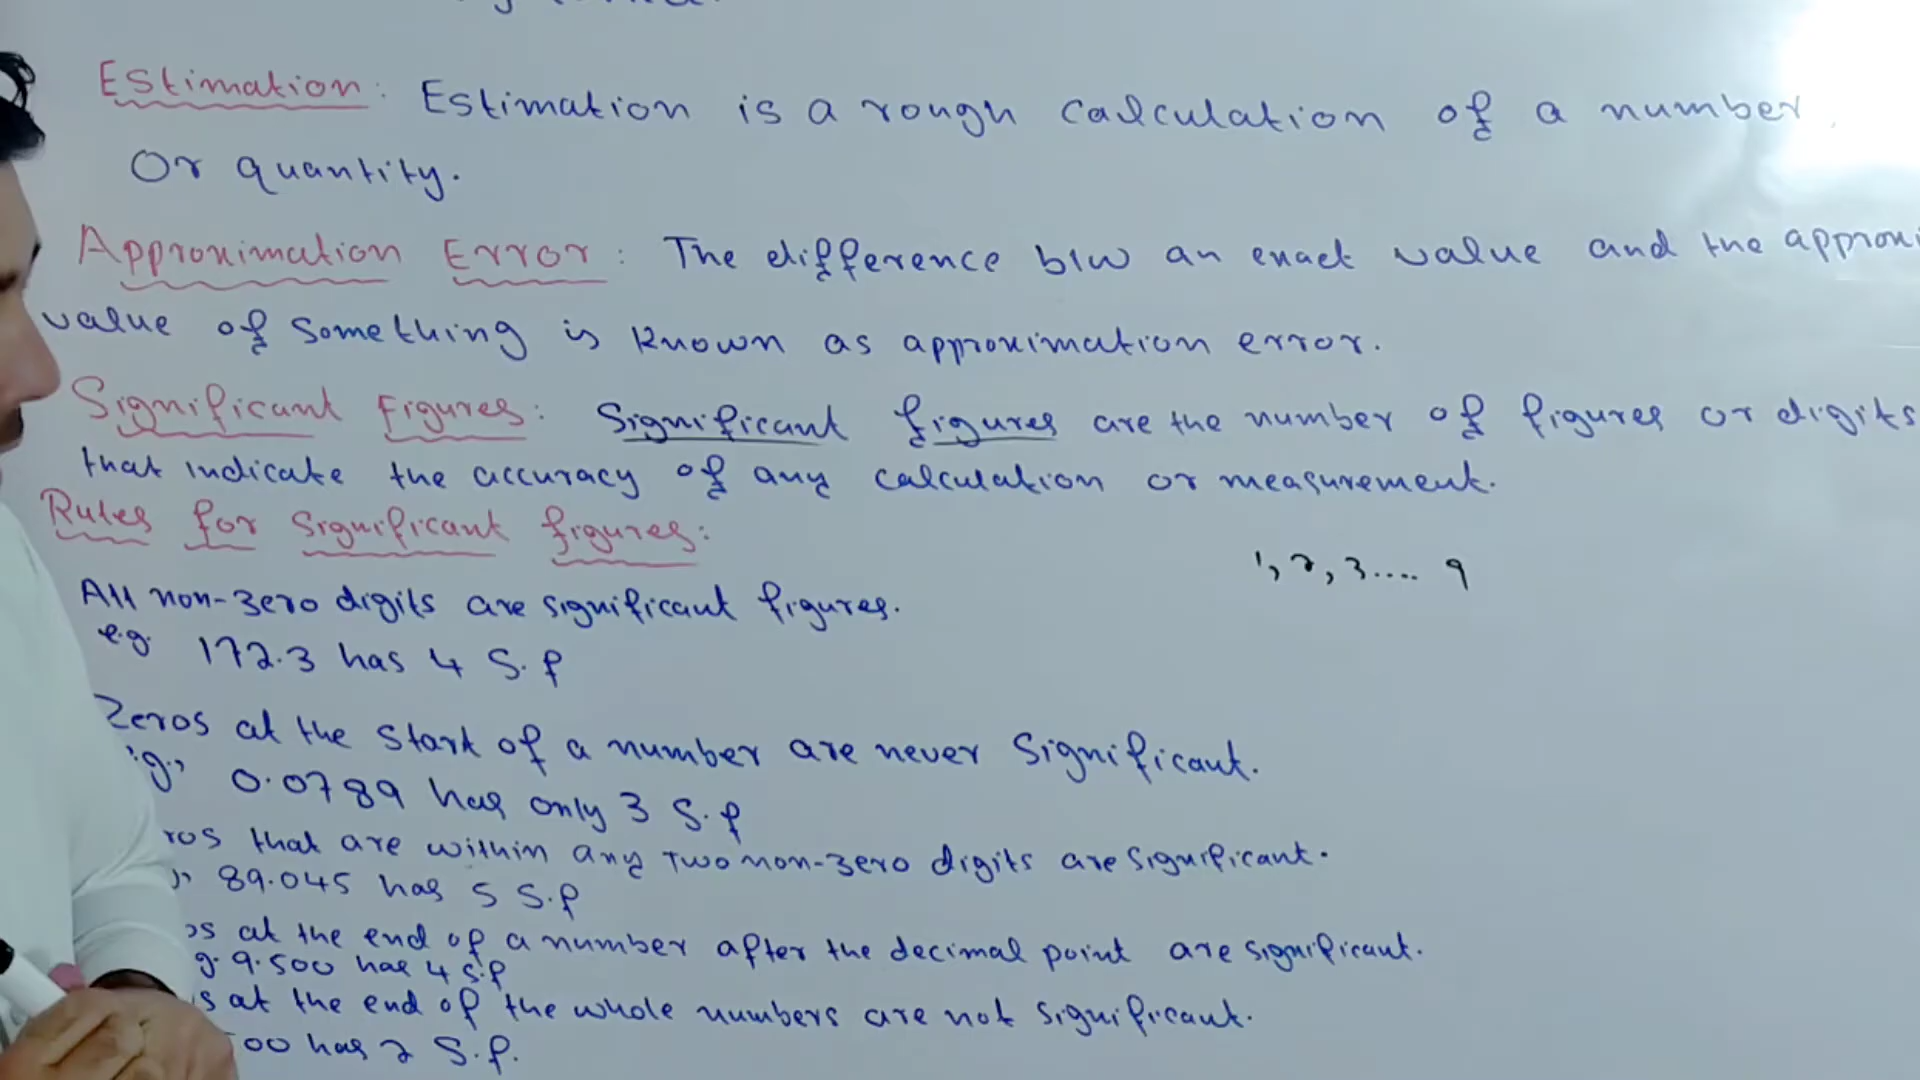 Estimation: Estimation is a rough calculation of a number
Or quantity.
Approximation Error: The difference b/w an exact value and the approxi
value of something is known as approximation error.
Significant Figures: Significant figures are the number of figures or digits
that indicate the accuracy of any calculation or measurement.
Rules for significant figures:
1, 2, 3.... 9
All non-zero digits are significant figures.
e.g. 172.3 has 4 S.f
Zeros at the start of a number are never Significant.
.g., 0.0789 has only 3 S.f
ros that are within any two non-zero digits are significant.
89.045 has 5 S.f
os at the end of a number after the decimal point are significant.
g. 9.500 has 4 S.f
s at the end of the whole numbers are not significant.
00 has 2 S.f.